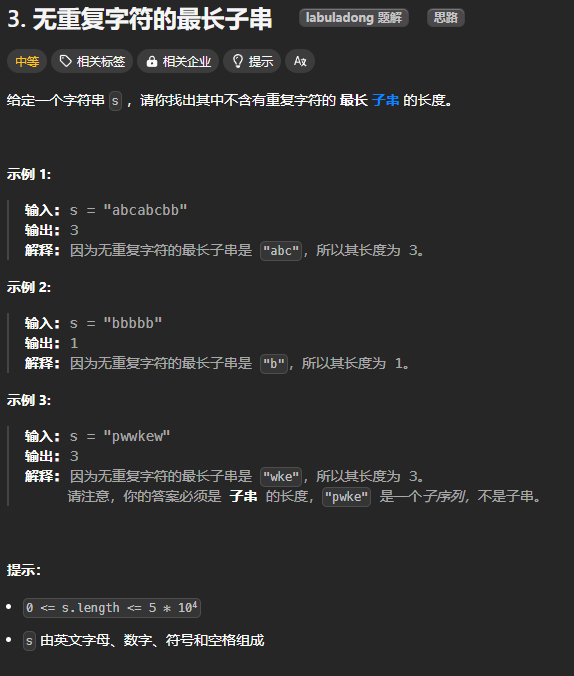 3. 无重复字符的最长子串 labuladong 题解 思路
中等 相关标签 相关企业 提示 Aあ
给定一个字符串 s ，请你找出其中不含有重复字符的 最长 子串 的长度。
示例 1:
输入: s = "abcabcbb"
输出: 3
解释: 因为无重复字符的最长子串是 "abc"，所以其长度为 3。
示例 2:
输入: s = "bbbbb"
输出: 1
解释: 因为无重复字符的最长子串是 "b"，所以其长度为 1。
示例 3:
输入: s = "pwwkew"
输出: 3
解释: 因为无重复字符的最长子串是 "wke"，所以其长度为 3。
请注意，你的答案必须是 子串 的长度，"pwke" 是一个子序列，不是子串。
提示：
0 <= s.length <= 5 * 10⁴
s 由英文字母、数字、符号和空格组成